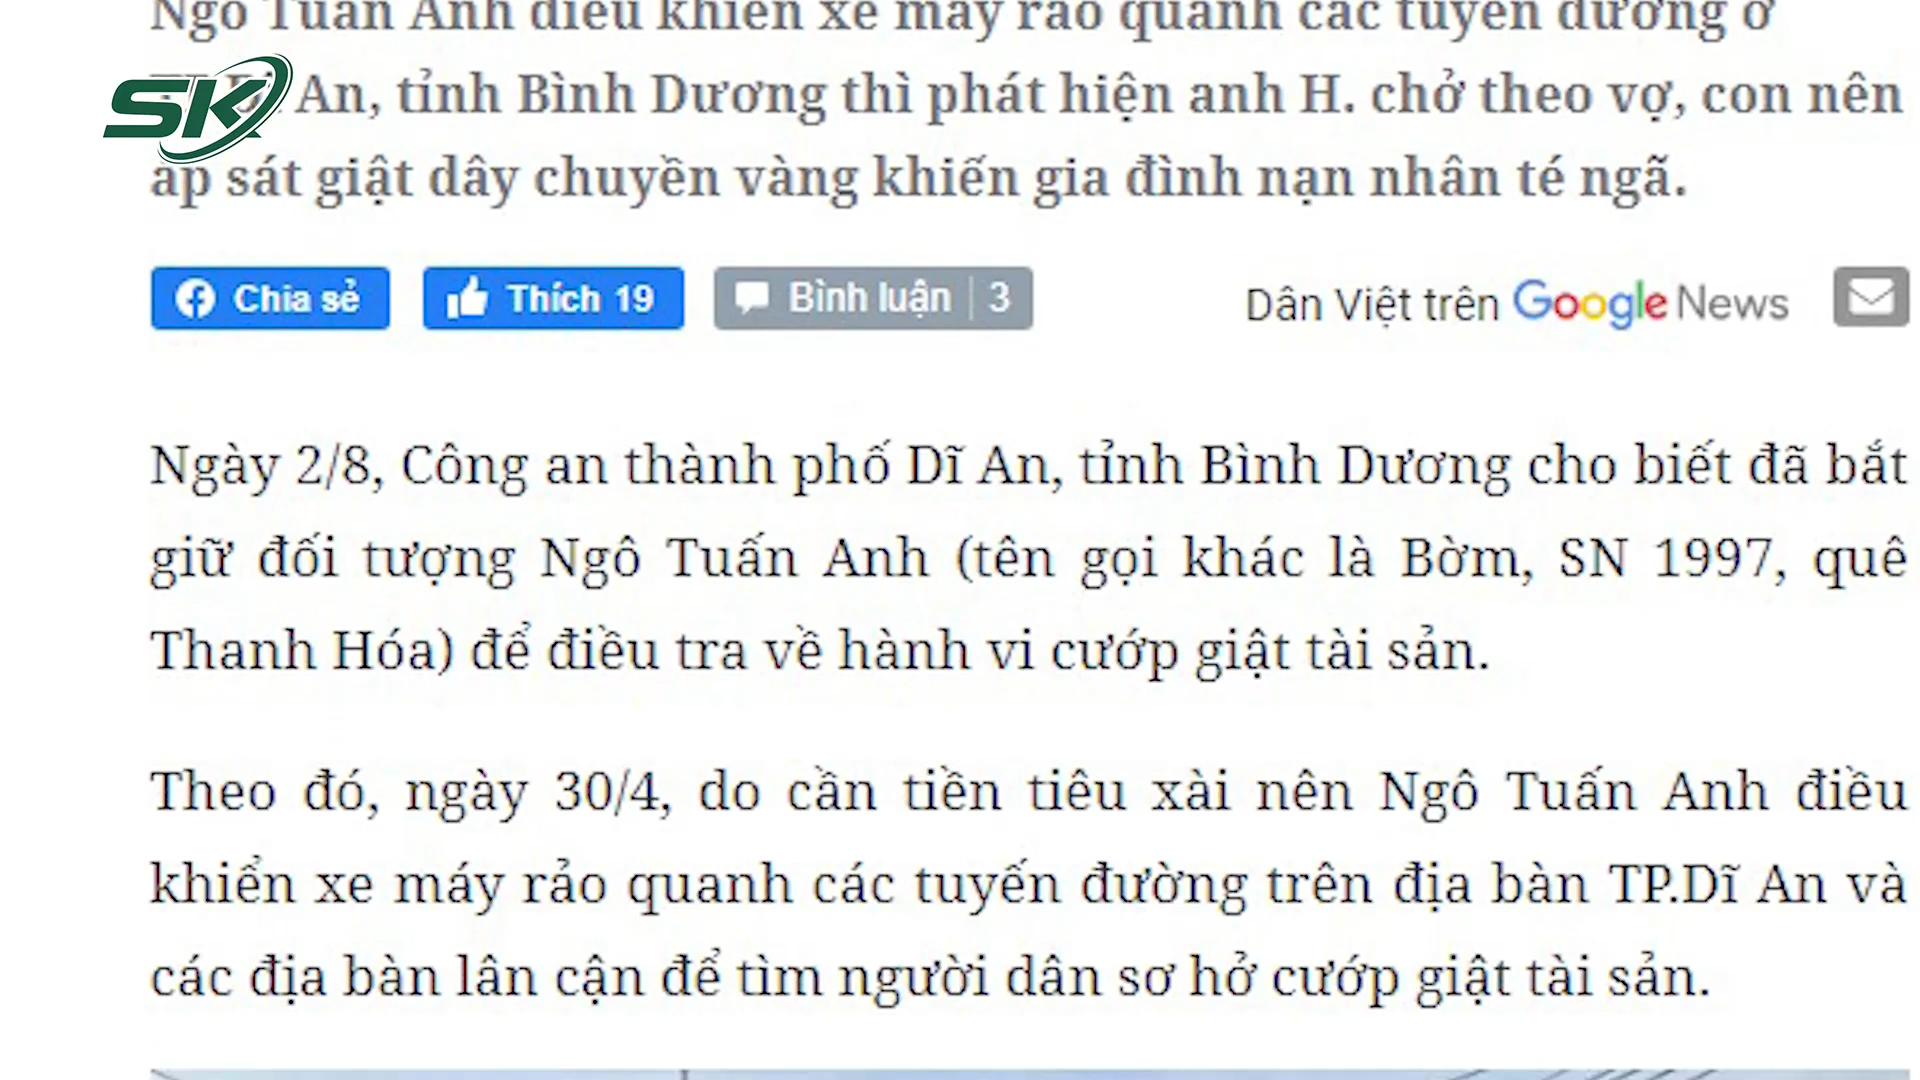 Ngô Tuấn Anh điều khiển xe máy rảo quanh các tuyến đường ở
An, tỉnh Bình Dương thì phát hiện anh H. chở theo vợ, con nên
áp sát giật dây chuyền vàng khiến gia đình nạn nhân té ngã.
SK
Chia sẻ
Thích 19
Bình luận 3
Dân Việt trên Google News
Ngày 2/8, Công an thành phố Dĩ An, tỉnh Bình Dương cho biết đã bắt
giữ đối tượng Ngô Tuấn Anh (tên gọi khác là Bờm, SN 1997, quê
Thanh Hóa) để điều tra về hành vi cướp giật tài sản.
Theo đó, ngày 30/4, do cần tiền tiêu xài nên Ngô Tuấn Anh điều
khiển xe máy rảo quanh các tuyến đường trên địa bàn TP.Dĩ An và
các địa bàn lân cận để tìm người dân sơ hở cướp giật tài sản.